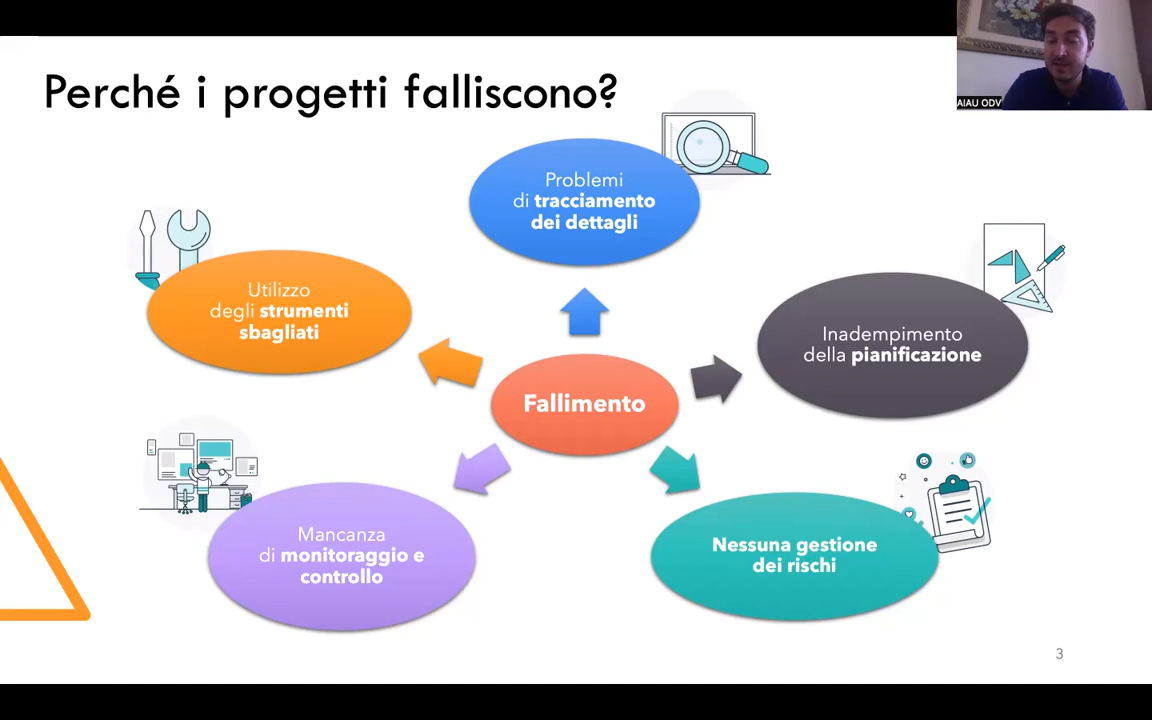 Perché i progetti falliscono?
AIAU ODV
Problemi
di tracciamento
dei dettagli
Utilizzo
degli strumenti
sbagliati
Inadempimento
della pianificazione
Fallimento
Mancanza
di monitoraggio e
controllo
Nessuna gestione
dei rischi
3